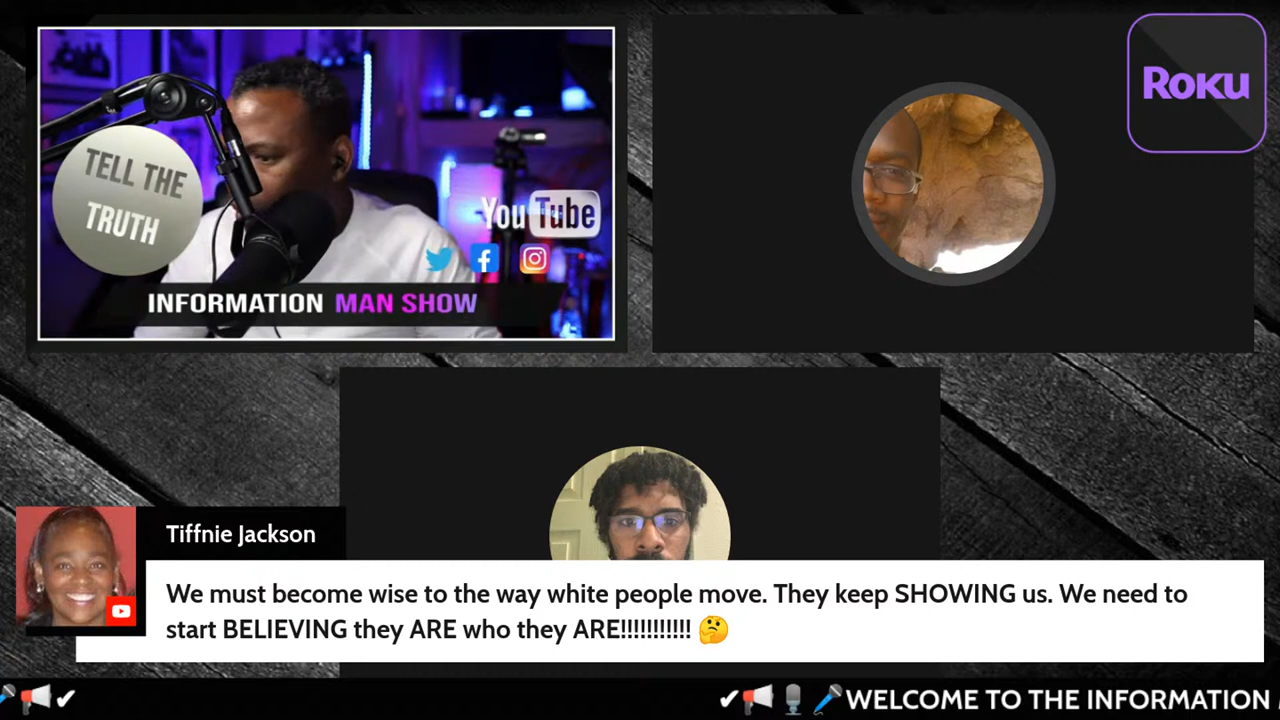 TELL THE
TRUTH
YouTube
INFORMATION MAN SHOW
ROKU
Tiffnie Jackson
We must become wise to the way white people move. They keep SHOWING us. We need to
start BELIEVING they ARE who they ARE!!!!!!!!!!! 🤔
🎤📢✔
✔📢🎙️🎤WELCOME TO THE INFORMATION